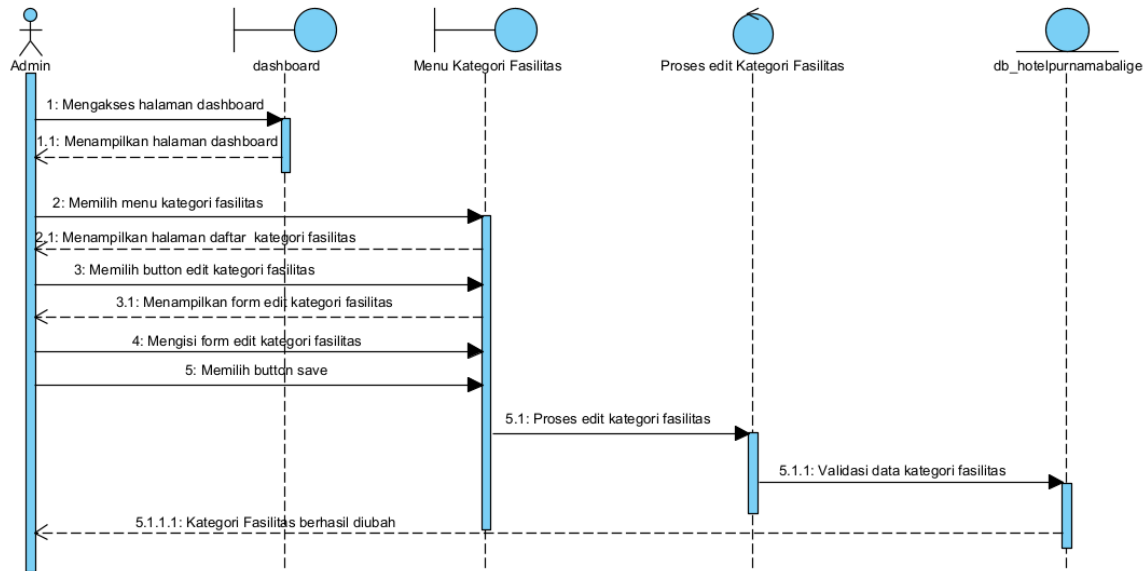 Admin
dashboard
Menu Kategori Fasilitas
Proses edit Kategori Fasilitas
db_hotelpurnamabalige
1: Mengakses halaman dashboard
1.1: Menampilkan halaman dashboard
2: Memilih menu kategori fasilitas
2.1: Menampilkan halaman daftar  kategori fasilitas
3: Memilih button edit kategori fasilitas
3.1: Menampilkan form edit kategori fasilitas
4: Mengisi form edit kategori fasilitas
5: Memilih button save
5.1: Proses edit kategori fasilitas
5.1.1: Validasi data kategori fasilitas
5.1.1.1: Kategori Fasilitas berhasil diubah